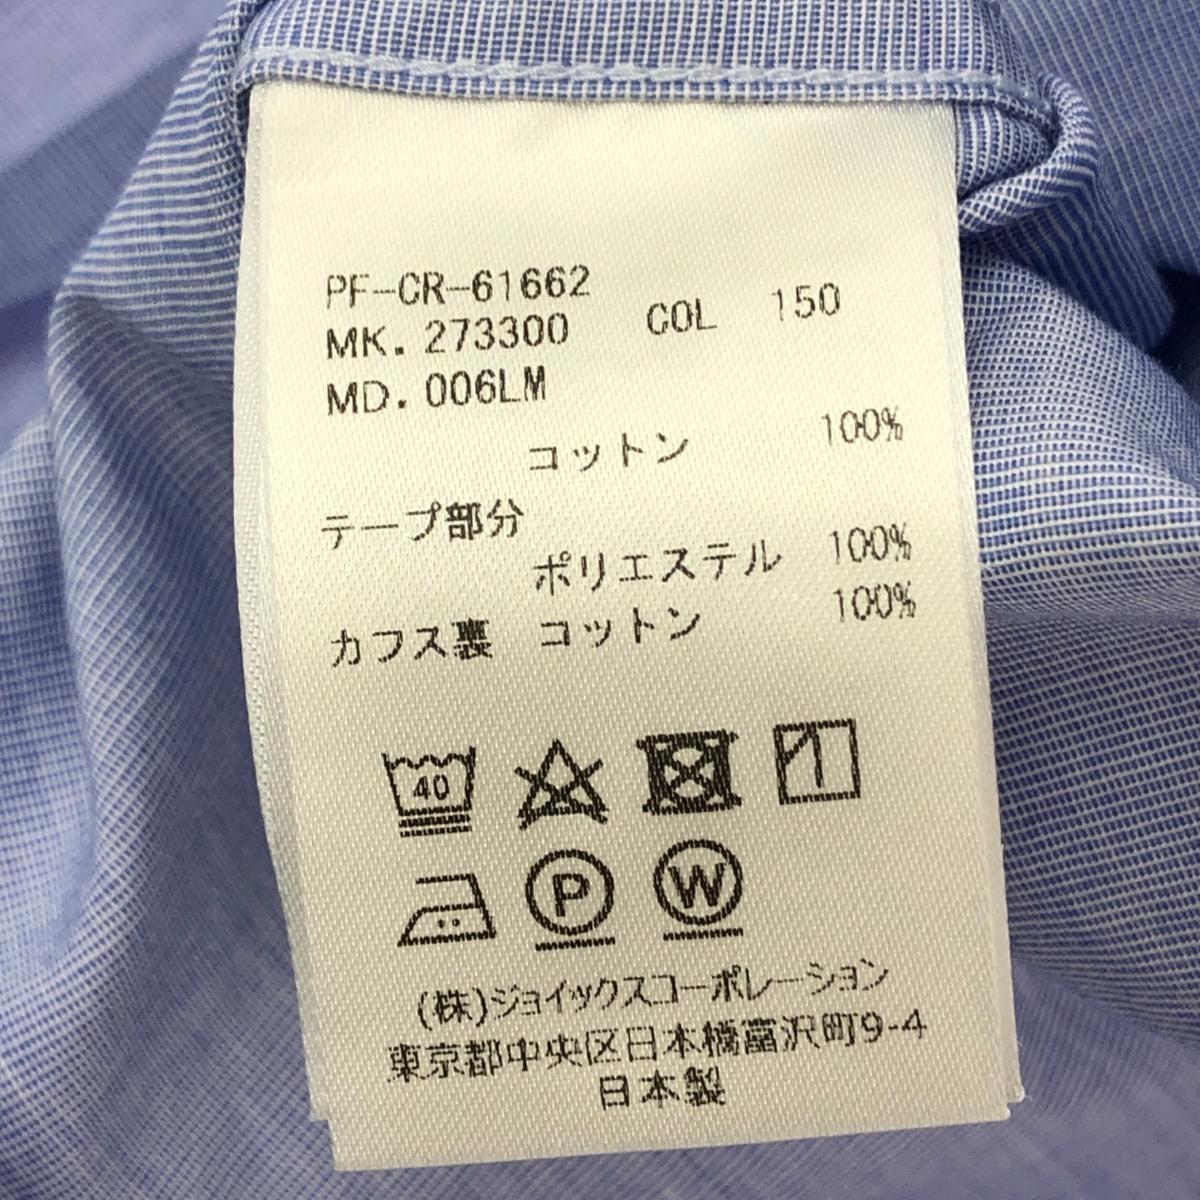 PF-CR-61662
MK. 273300 COL 150
MD. 006LM
コットン 100%
テープ部分
ポリエステル 100%
カフス裏 コットン 100%
40
P W
(株)ジョイックスコーポレーション
東京都中央区日本橋富沢町9-4
日本製